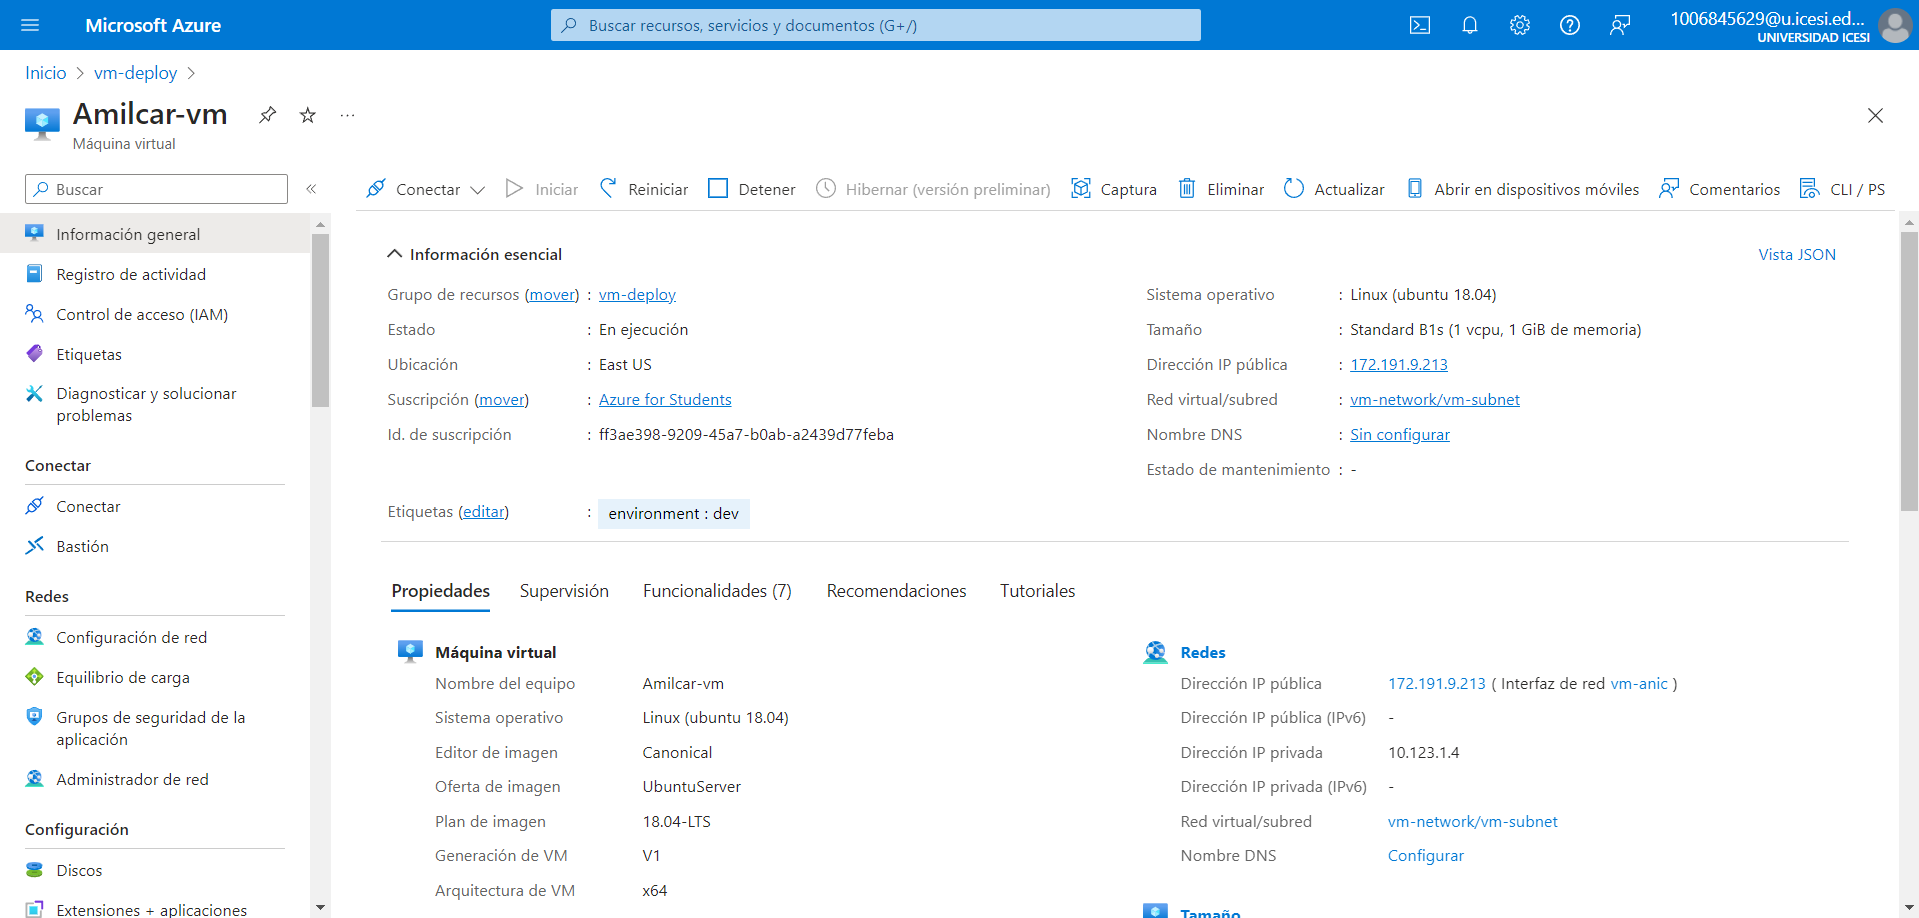 Microsoft Azure
Buscar recursos, servicios y documentos (G+/)
1006845629@u.icesi.ed...
UNIVERSIDAD ICESI
Inicio > vm-deploy >
Amilcar-vm
...
Máquina virtual
Buscar
«
Conectar
Iniciar
Reiniciar
Detener
Hibernar (versión preliminar)
Captura
Eliminar
Actualizar
Abrir en dispositivos móviles
Comentarios
CLI / PS
Información general
Registro de actividad
Control de acceso (IAM)
Etiquetas
Diagnosticar y solucionar
problemas
Conectar
Conectar
Bastión
Redes
Configuración de red
Equilibrio de carga
Grupos de seguridad de la
aplicación
Administrador de red
Configuración
Discos
Extensiones + aplicaciones
Información esencial
Vista JSON
Grupo de recursos (mover) : vm-deploy
Estado : En ejecución
Ubicación : East US
Suscripción (mover) : Azure for Students
Id. de suscripción : ff3ae398-9209-45a7-b0ab-a2439d77feba
Sistema operativo : Linux (ubuntu 18.04)
Tamaño : Standard B1s (1 vcpu, 1 GiB de memoria)
Dirección IP pública : 172.191.9.213
Red virtual/subred : vm-network/vm-subnet
Nombre DNS : Sin configurar
Estado de mantenimiento : -
Etiquetas (editar) : environment : dev
Propiedades
Supervisión
Funcionalidades (7)
Recomendaciones
Tutoriales
Máquina virtual
Nombre del equipo Amilcar-vm
Sistema operativo Linux (ubuntu 18.04)
Editor de imagen Canonical
Oferta de imagen UbuntuServer
Plan de imagen 18.04-LTS
Generación de VM V1
Arquitectura de VM x64
Redes
Dirección IP pública 172.191.9.213 ( Interfaz de red vm-anic )
Dirección IP pública (IPv6) -
Dirección IP privada 10.123.1.4
Dirección IP privada (IPv6) -
Red virtual/subred vm-network/vm-subnet
Nombre DNS Configurar
Tamaño